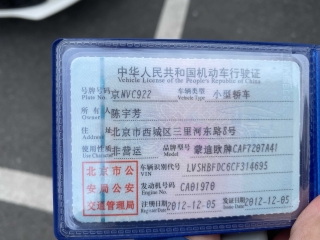 中华人民共和国机动车行驶证
Vehicle License of the People's Republic of China
号牌号码 京NVC922 车辆类型 小型轿车
Plate No. Vehicle Type
所有人 陈宇芳
Owner
住址 北京市西城区三里河东路8号
Address
使用性质 非营运 品牌型号 蒙迪欧牌CAF7207A41
Use Character Model
北京市公安局公安交通管理局
车辆识别代号 LVSHBFDC6CF314695
VIN
发动机号码 CA81970
Engine No.
注册日期 2012-12-05 发证日期 2012-12-05
Register Date Issue Date